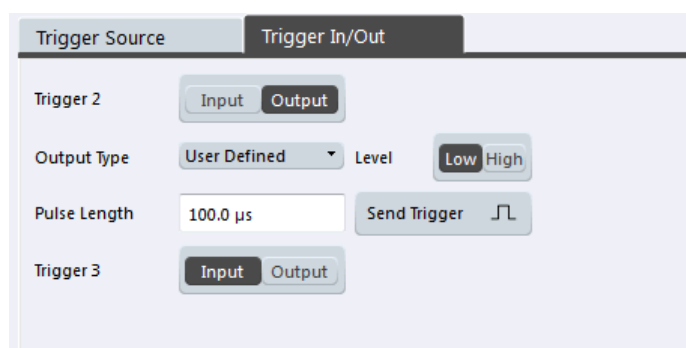 Trigger Source Trigger In/Out
Trigger 2 Input Output
Output Type User Defined Level Low High
Pulse Length 100.0 µs Send Trigger
Trigger 3 Input Output